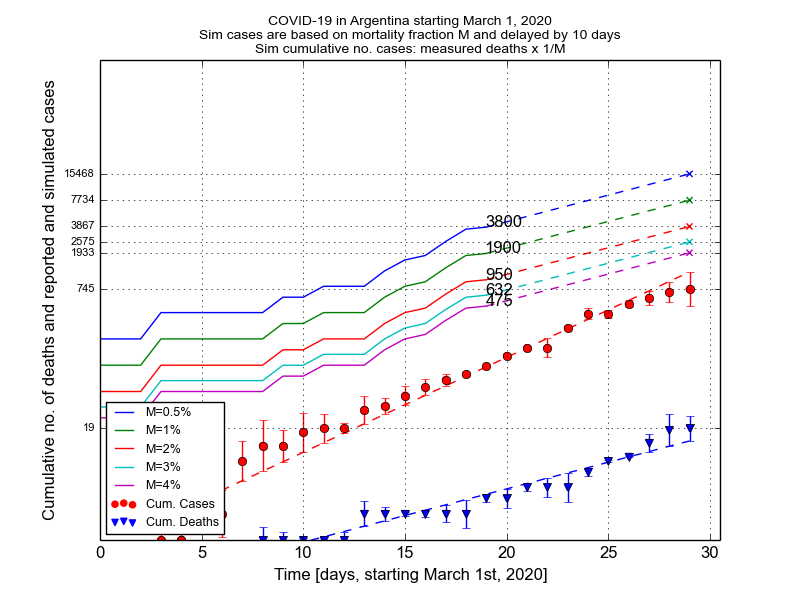 COVID-19 in Argentina starting March 1, 2020
Sim cases are based on mortality fraction M and delayed by 10 days
Sim cumulative no. cases: measured deaths x 1/M
Cumulative no. of deaths and reported and simulated cases
15468
7734
3867
2575
1933
745
19
3800
1900
950
632
475
M=0.5%
M=1%
M=2%
M=3%
M=4%
Cum. Cases
Cum. Deaths
0 5 10 15 20 25 30
Time [days, starting March 1st, 2020]